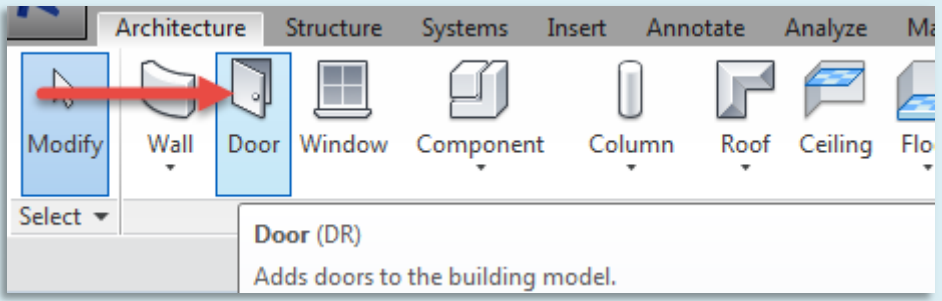 Architecture Structure Systems Insert Annotate Analyze
Modify Wall Door Window Component Column Roof Ceiling
Select
Door (DR)
Adds doors to the building model.